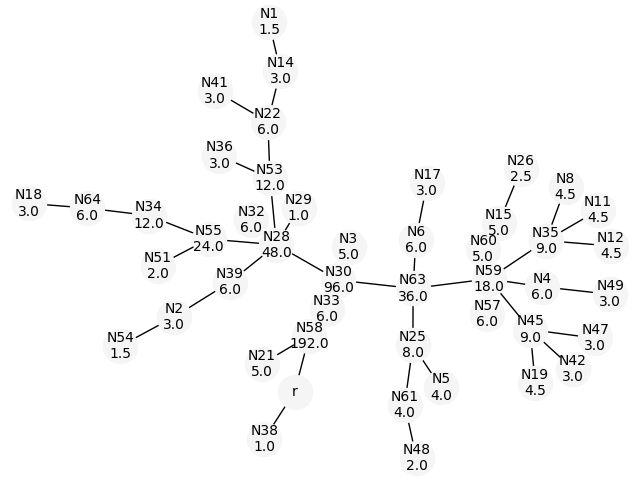 N1
1.5
N14
3.0
N41
3.0
N22
6.0
N36
3.0
N53
12.0
N26
2.5
N17
3.0
N8
4.5
N18
3.0
N64
6.0
N34
12.0
N32
6.0
N29
1.0
N11
4.5
N15
5.0
N55
24.0
N28
48.0
N3
5.0
N6
6.0
N60
5.0
N35
9.0
N12
4.5
N51
2.0
N39
6.0
N30
96.0
N63
36.0
N59
18.0
N4
6.0
N49
3.0
N2
3.0
N33
6.0
N57
6.0
N54
1.5
N58
192.0
N25
8.0
N45
9.0
N47
3.0
N21
5.0
N42
3.0
N19
4.5
N5
4.0
r
N61
4.0
N38
1.0
N48
2.0